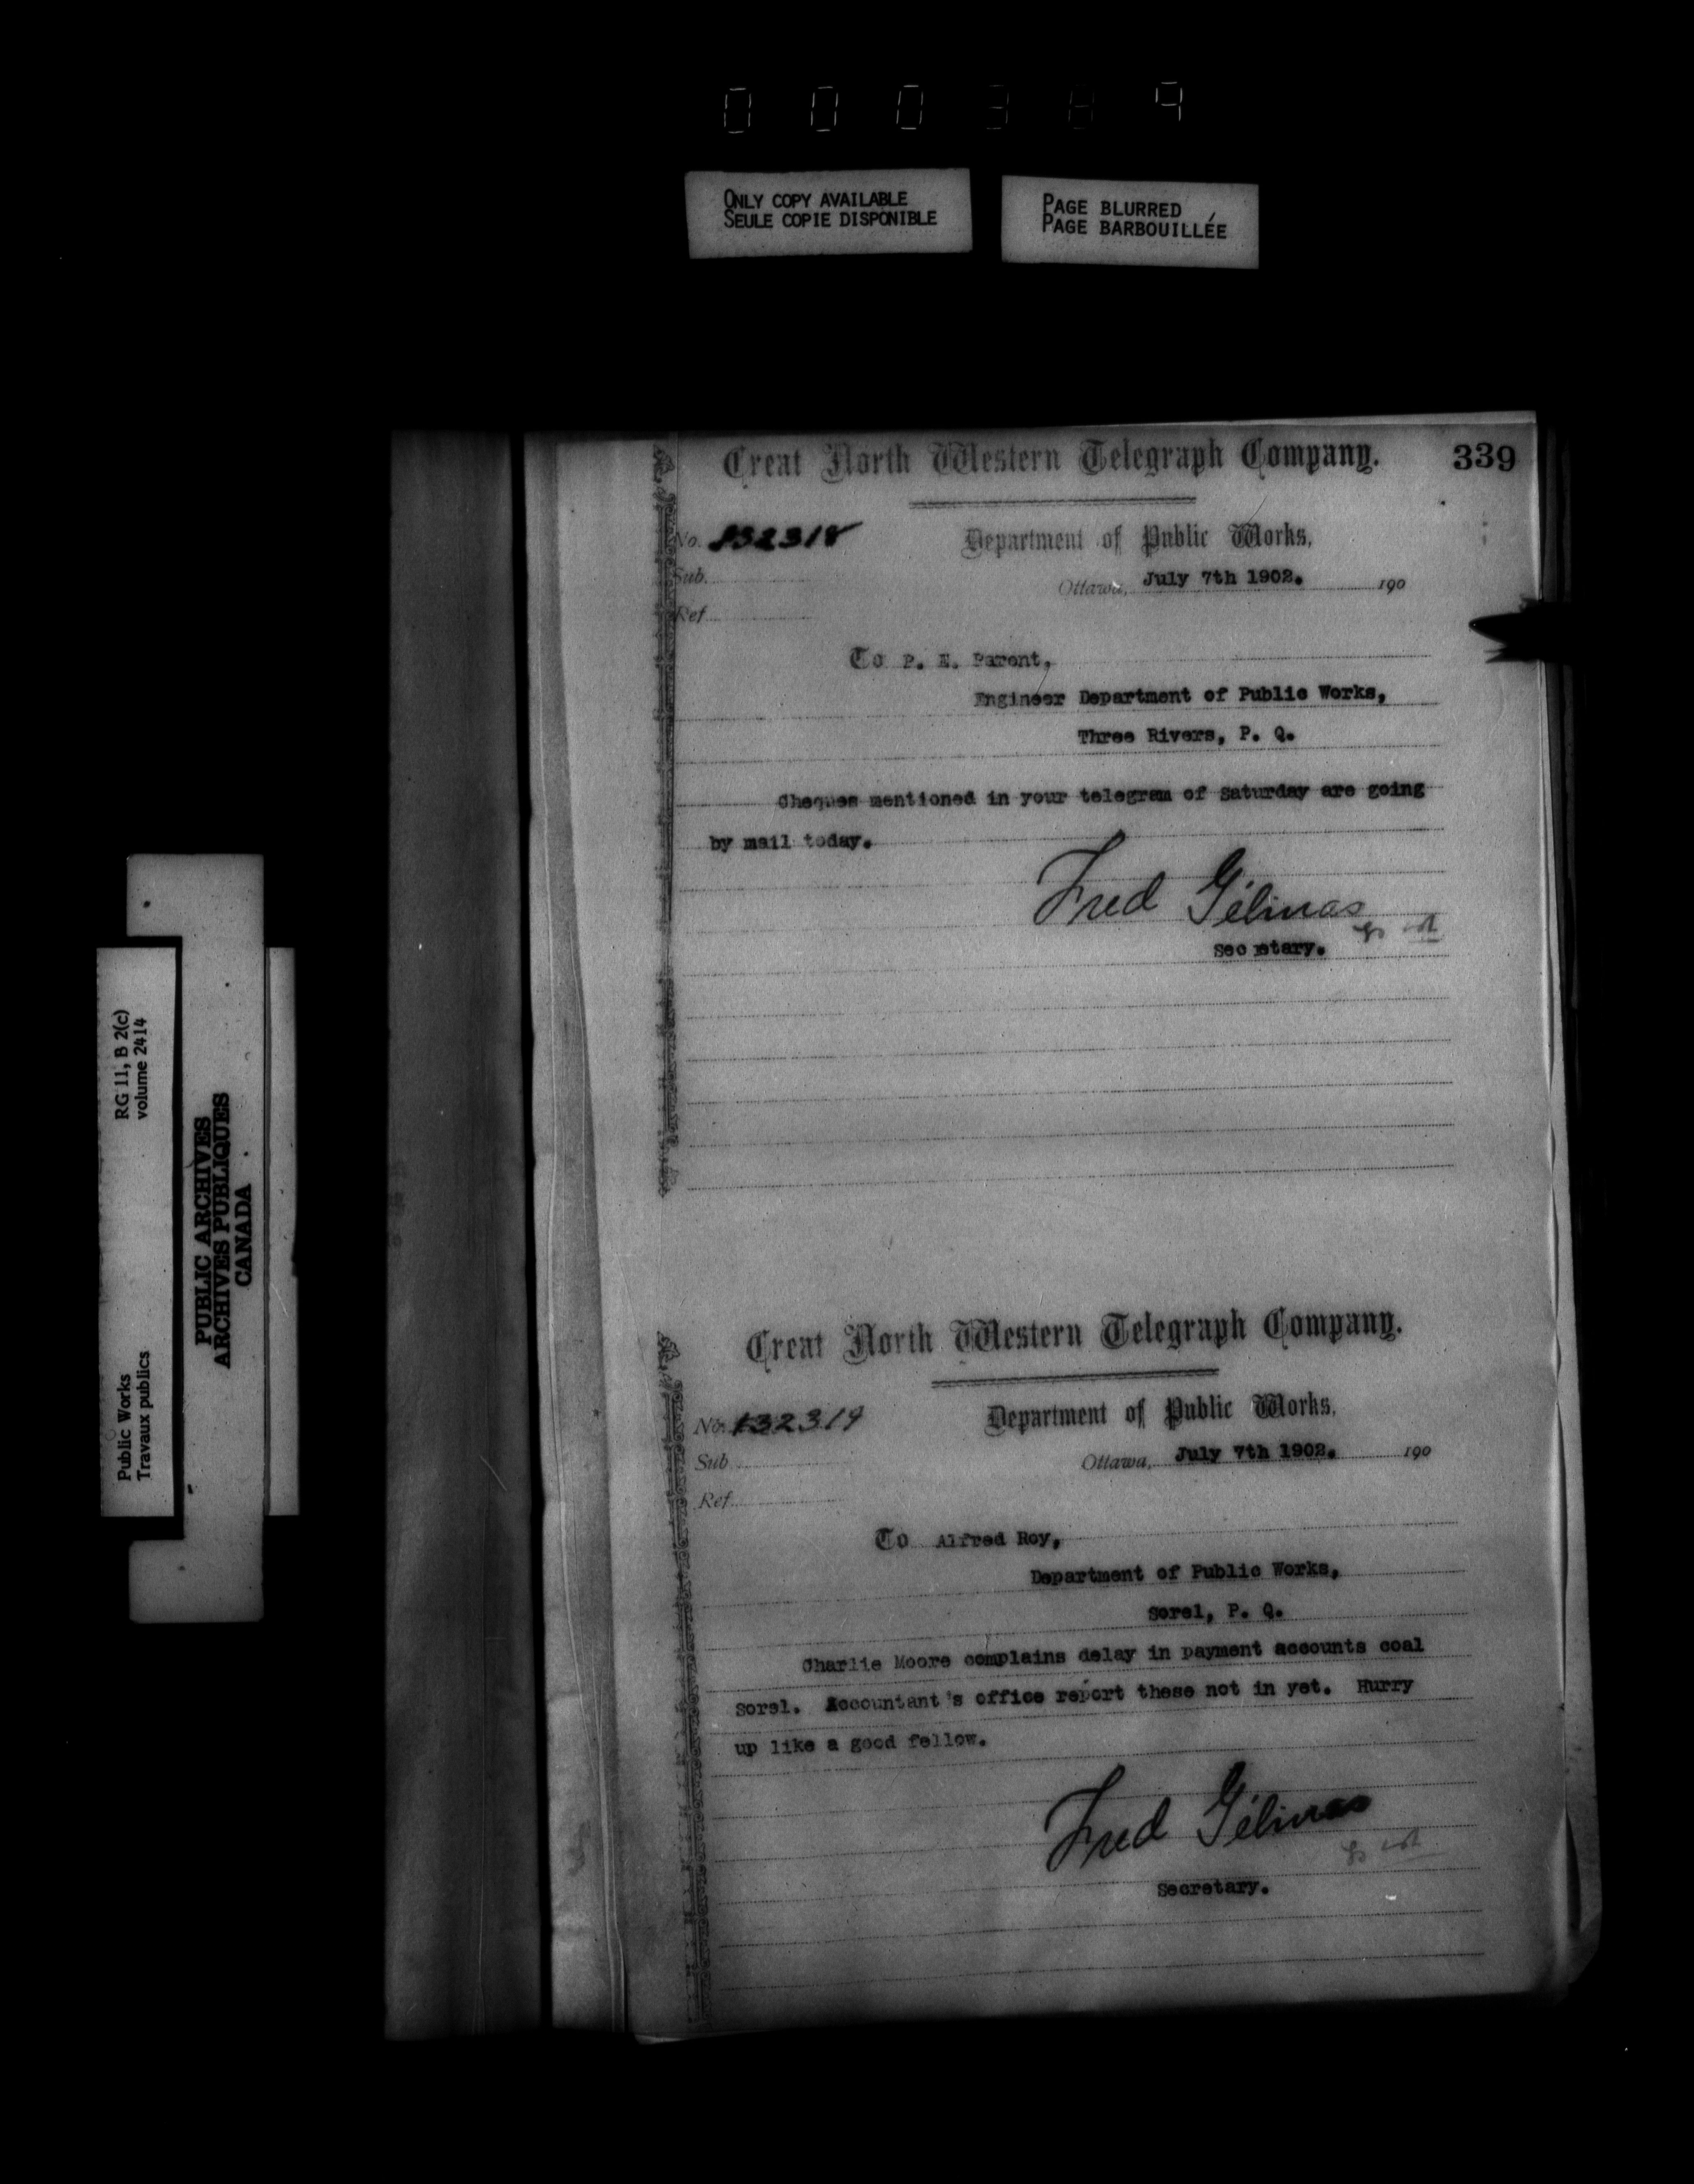 000389
ONLY COPY AVAILABLE
SEULE COPIE DISPONIBLE
PAGE BLURRED
PAGE BARBOUILLÉE
RG 11, B 2(c)
volume 2414
PUBLIC ARCHIVES
ARCHIVES PUBLIQUES
CANADA
Public Works
Travaux publics
Great North Western Telegraph Company.
339
No. 132318
Department of Public Works,
Sub.
Ottawa, July 7th 1902. 190
Ref.
To P. E. Parent,
Engineer Department of Public Works,
Three Rivers, P. Q.
Cheques mentioned in your telegram of Saturday are going
by mail today.
Fred Gélinas
Secretary.
Great North Western Telegraph Company.
No. 132319
Department of Public Works,
Sub.
Ottawa, July 7th 1902. 190
Ref.
To Alfred Roy,
Department of Public Works,
Sorel, P. Q.
Charlie Moore complains delay in payment accounts coal
Sorel. Accountant's office report these not in yet. Hurry
up like a good fellow.
Fred Gélinas
Secretary.